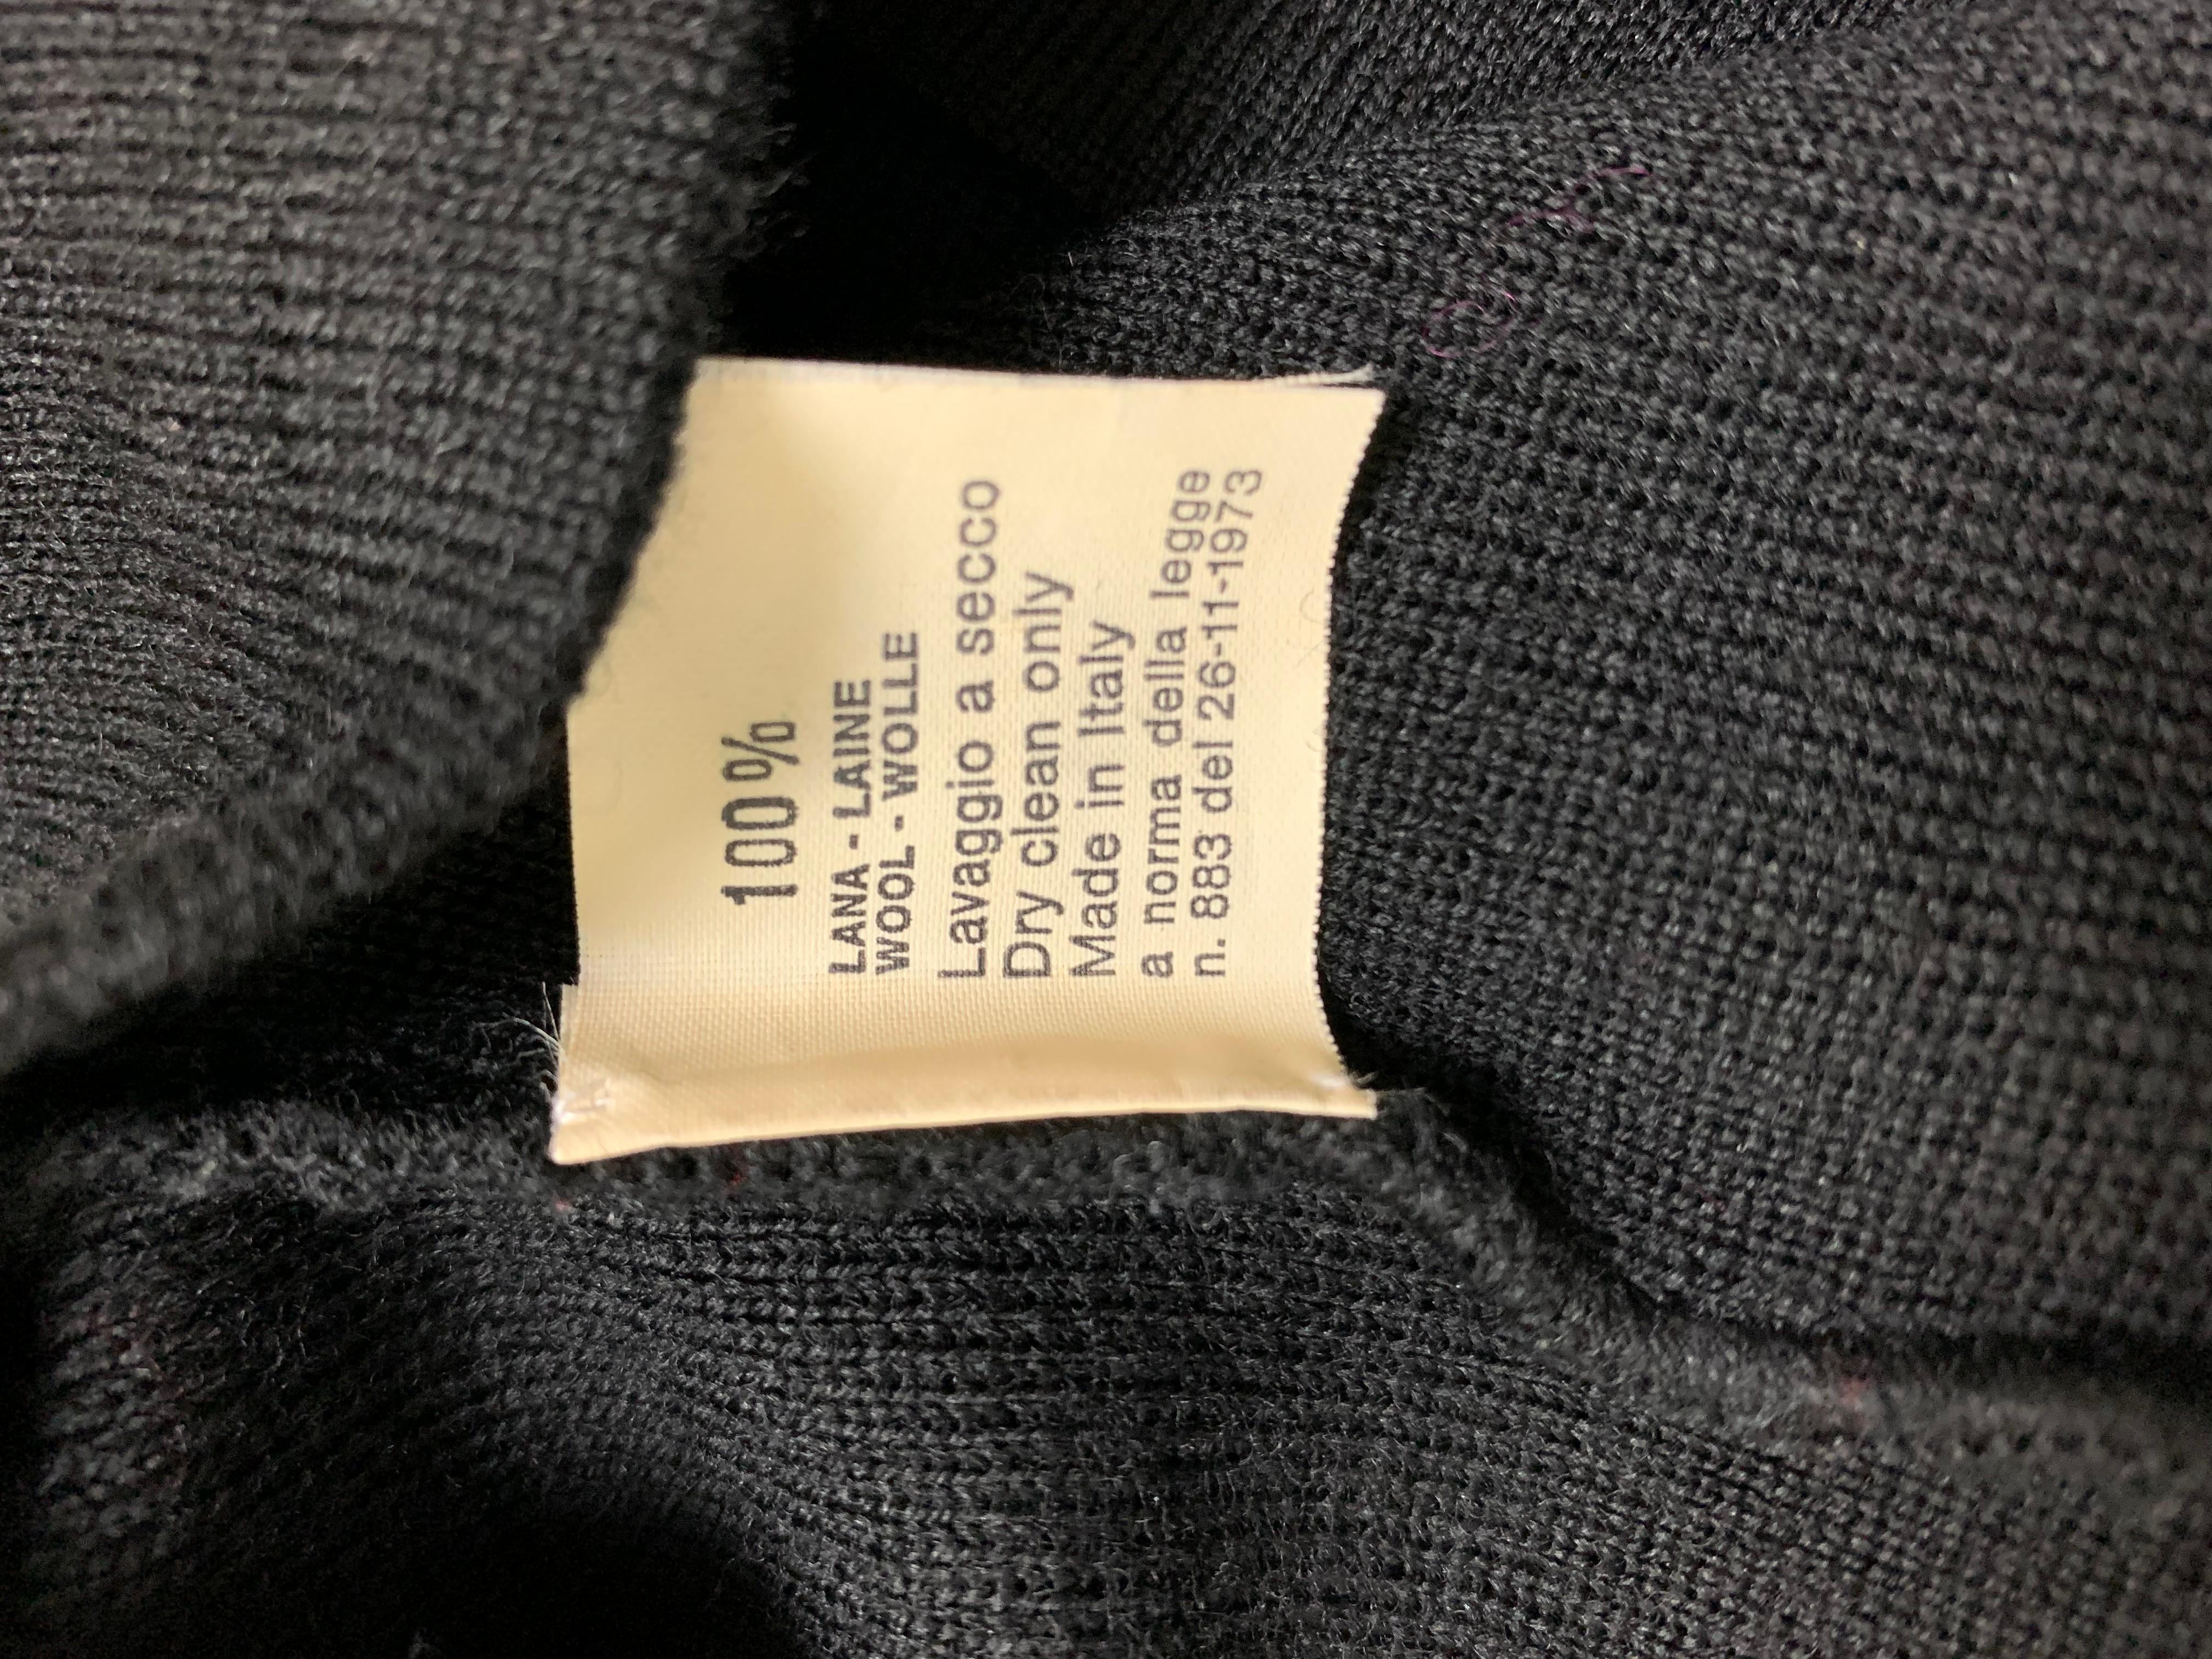 100%
LANA - LAINE
WOOL - WOLLE
Lavaggio a secco
Dry clean only
Made in Italy
a norma della legge
n. 883 del 26-11-1973